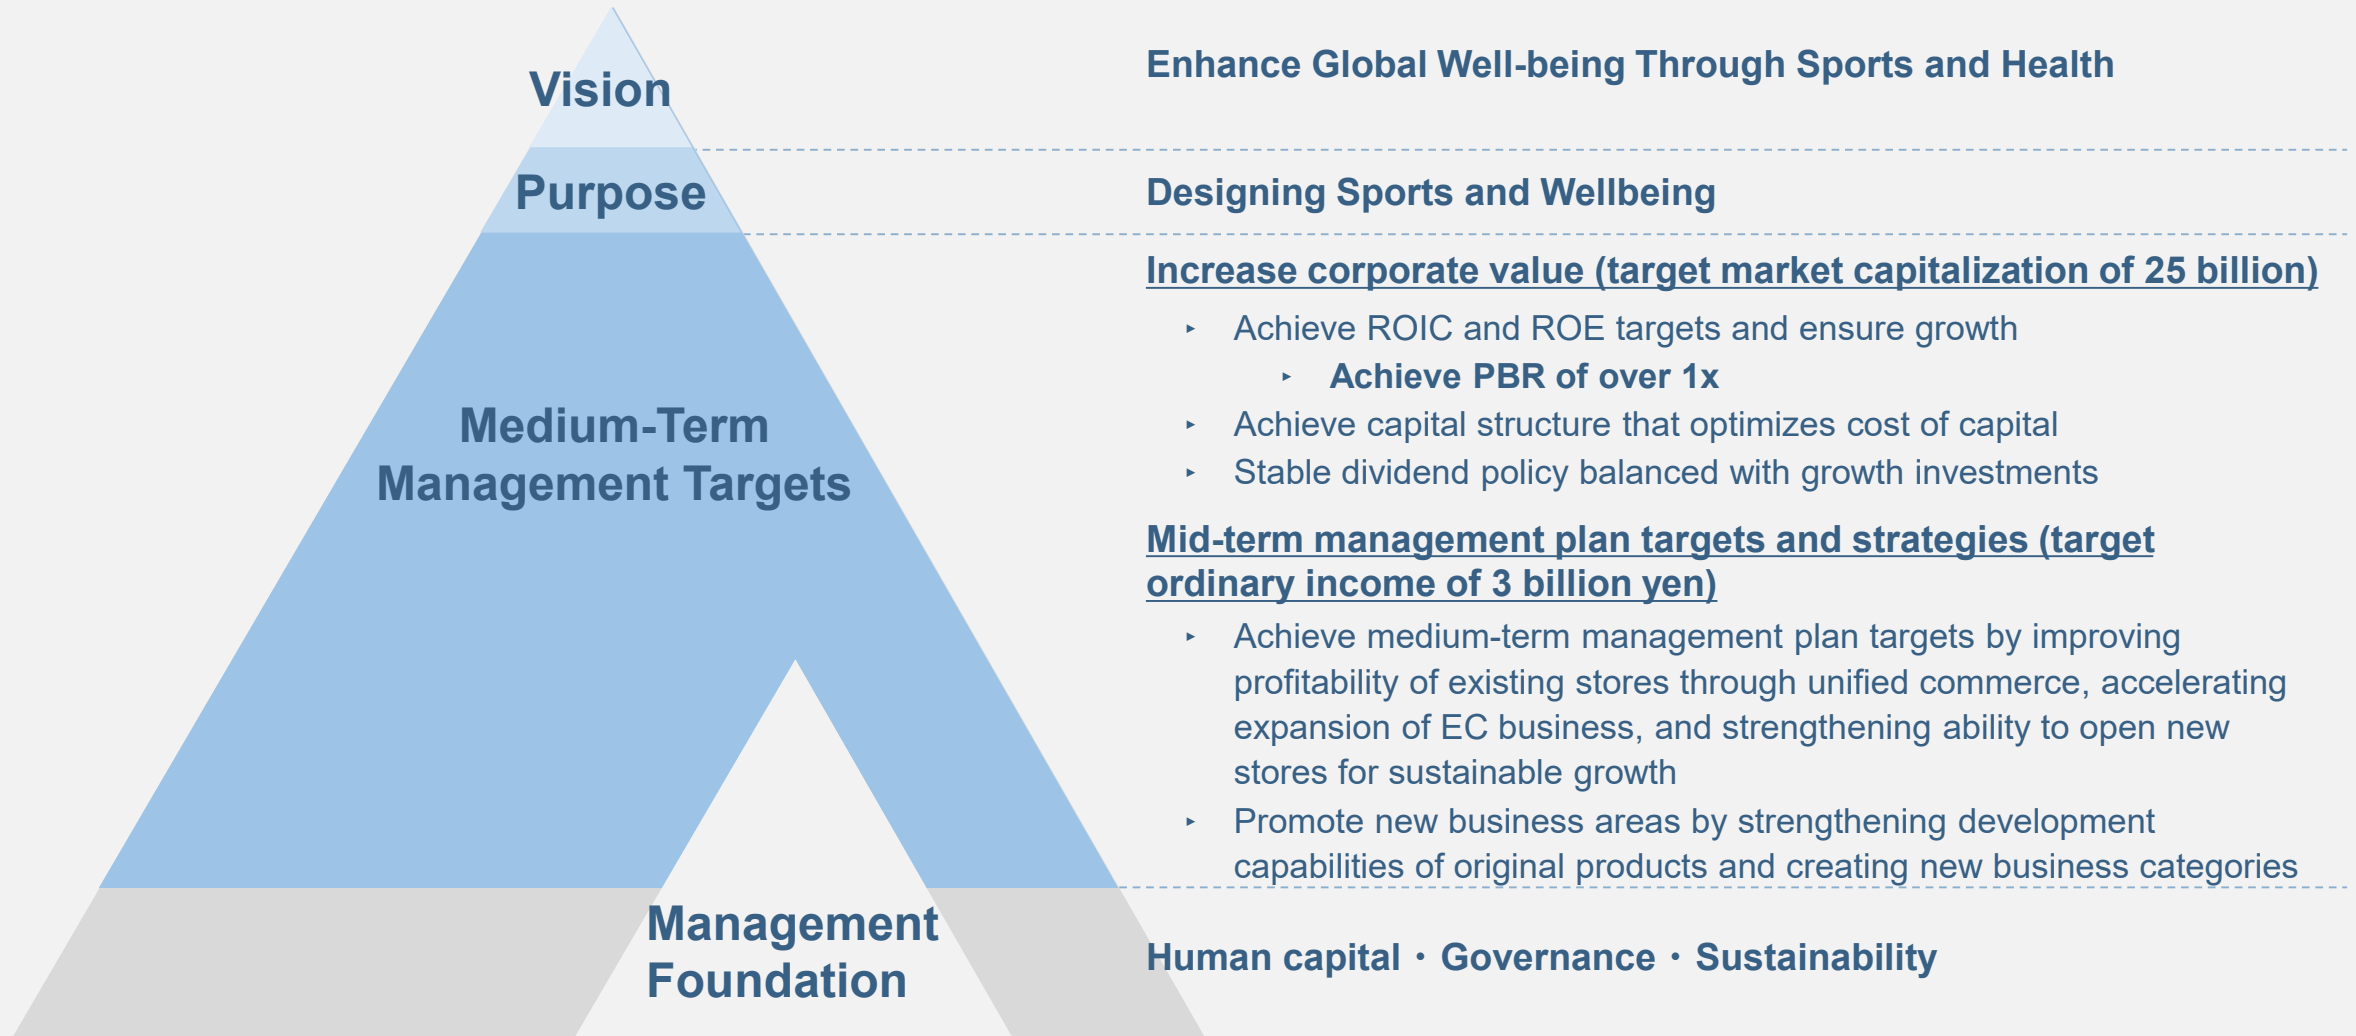 Vision
Enhance Global Well-being Through Sports and Health
Purpose
Designing Sports and Wellbeing
Medium-Term
Management Targets
Increase corporate value (target market capitalization of 25 billion)
‣ Achieve ROIC and ROE targets and ensure growth
‣ Achieve PBR of over 1x
‣ Achieve capital structure that optimizes cost of capital
‣ Stable dividend policy balanced with growth investments
Mid-term management plan targets and strategies (target
ordinary income of 3 billion yen)
‣ Achieve medium-term management plan targets by improving
profitability of existing stores through unified commerce, accelerating
expansion of EC business, and strengthening ability to open new
stores for sustainable growth
‣ Promote new business areas by strengthening development
capabilities of original products and creating new business categories
Management
Foundation
Human capital・Governance・Sustainability